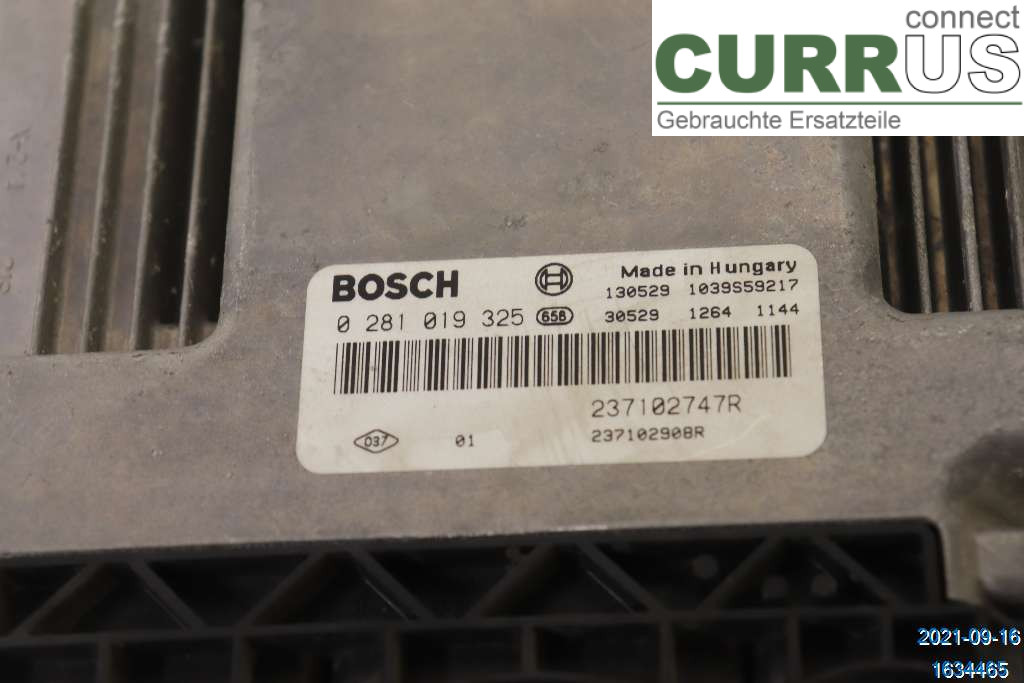 connect
CURRUS
Gebrauchte Ersatzteile
BOSCH
Made in Hungary
130529 1039S59217
0 281 019 325 658
30529 1264 1144
237102747R
037 01 237102908R
2021-09-16
1634465